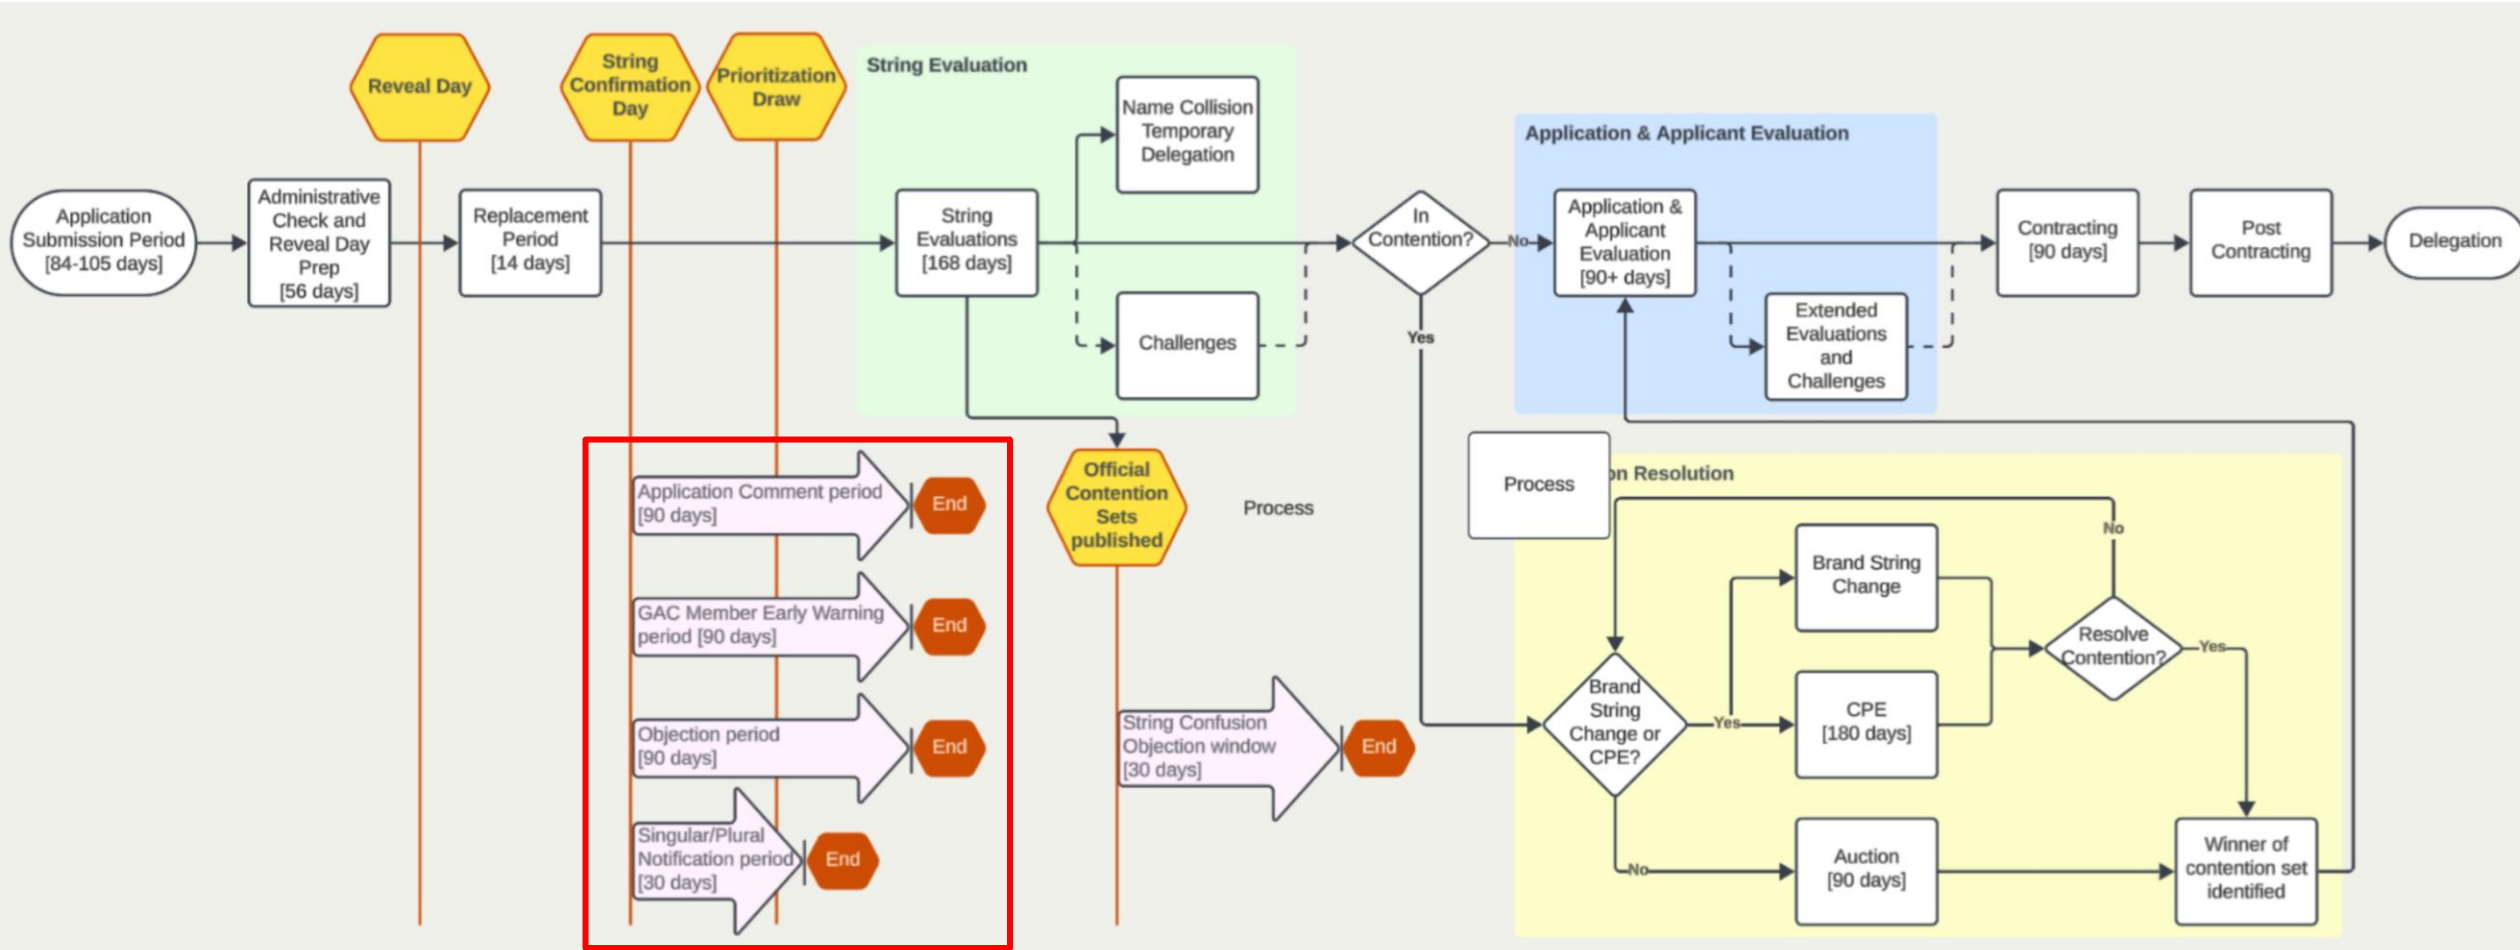 Reveal Day
String
Confirmation
Day
Prioritization
Draw
String Evaluation
Name Collision
Temporary
Delegation
Application & Applicant Evaluation
Application
Submission Period
[84-105 days]
Administrative
Check and
Reveal Day
Prep
[56 days]
Replacement
Period
[14 days]
String
Evaluations
[168 days]
In
Contention?
No
Application &
Applicant
Evaluation
[90+ days]
Contracting
[90 days]
Post
Contracting
Delegation
Challenges
Yes
Extended
Evaluations
and
Challenges
Application Comment period
[90 days]
End
Official
Contention
Sets
published
Process
Process
on Resolution
No
GAC Member Early Warning
period [90 days]
End
Brand String
Change
Resolve
Contention?
Yes
Objection period
[90 days]
End
String Confusion
Objection window
[30 days]
End
Brand
String
Change or
CPE?
Yes
CPE
[180 days]
Singular/Plural
Notification period
[30 days]
End
No
Auction
[90 days]
Winner of
contention set
identified